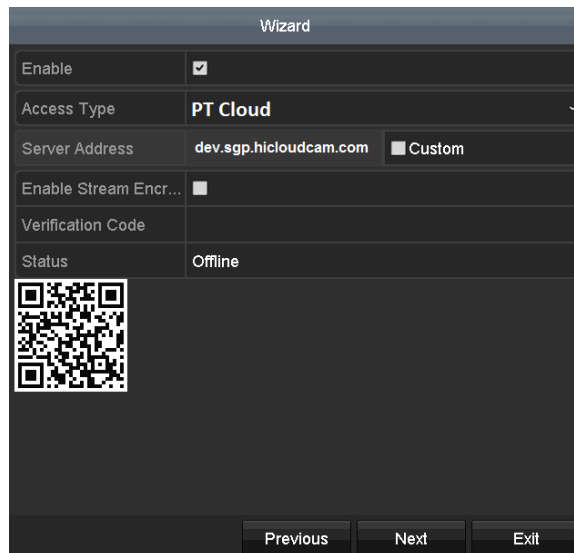 Wizard
Enable
Access Type PT Cloud
Server Address dev.sgp.hicloudcam.com Custom
Enable Stream Encr...
Verification Code
Status Offline
Previous Next Exit